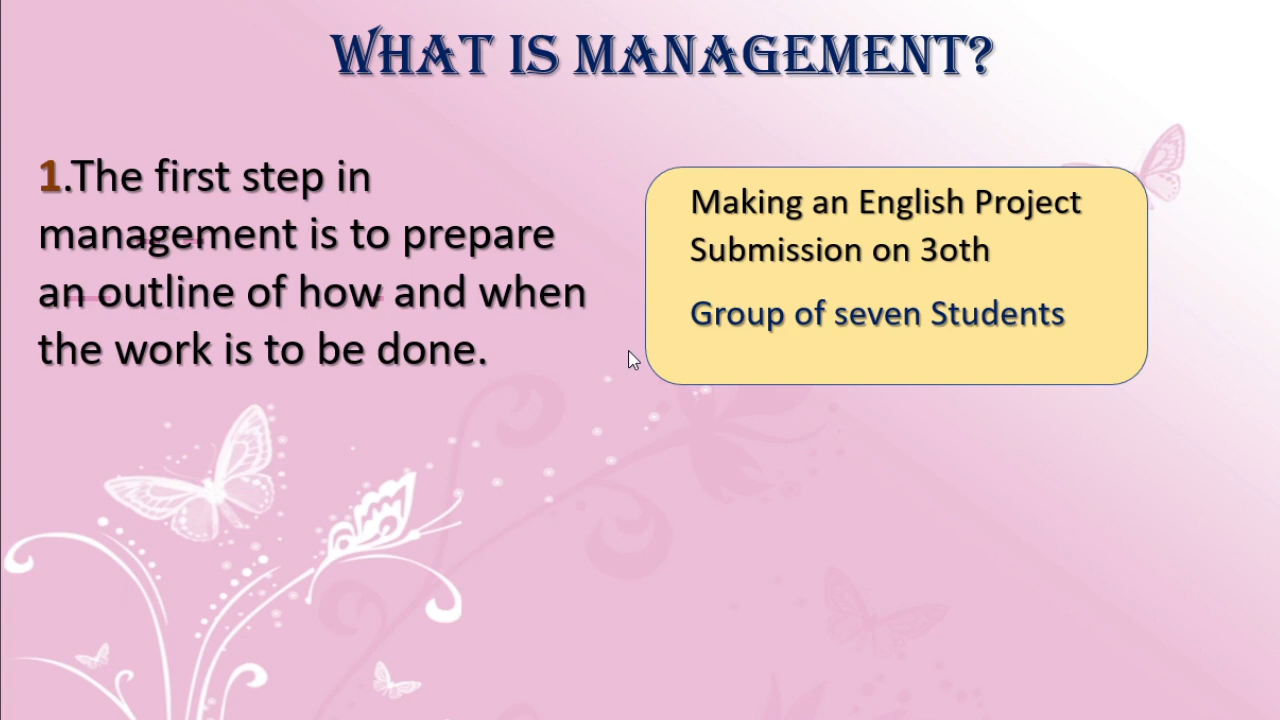 WHAT IS MANAGEMENT?
1.The first step in
management is to prepare
an outline of how and when
the work is to be done.
Making an English Project
Submission on 3oth
Group of seven Students